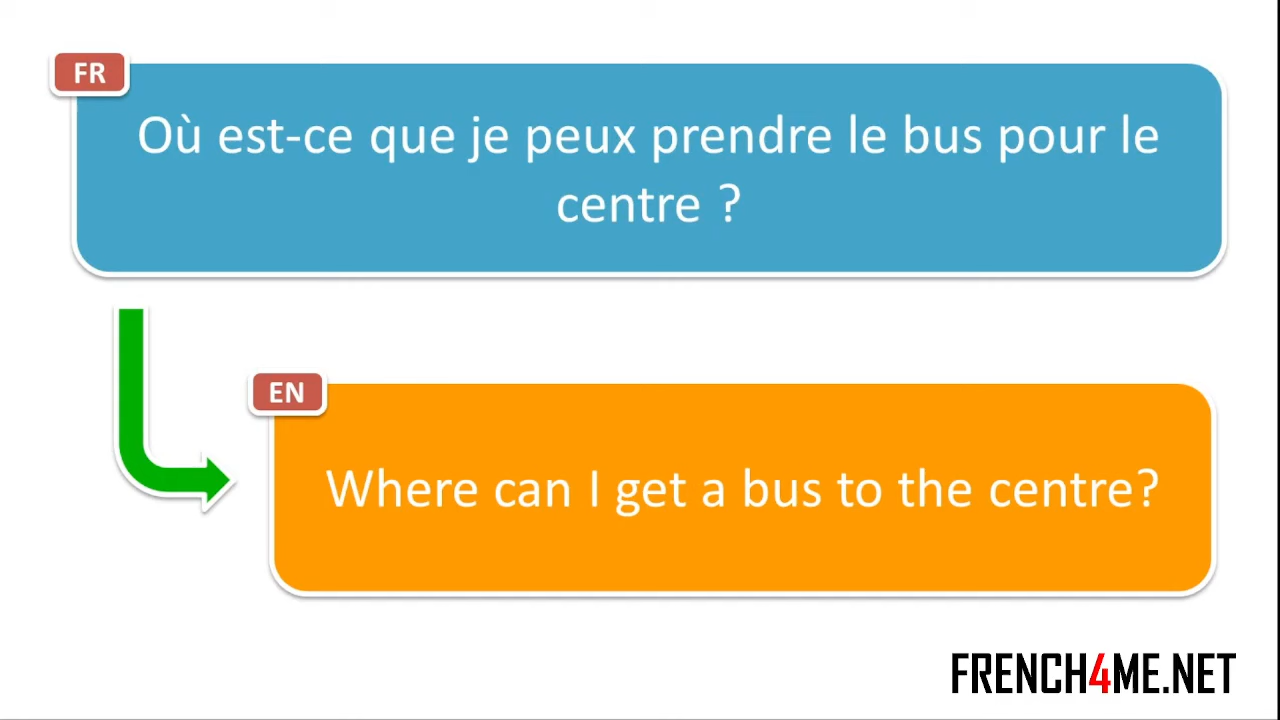 FR
Où est-ce que je peux prendre le bus pour le
centre ?
EN
Where can I get a bus to the centre?
FRENCH4ME.NET